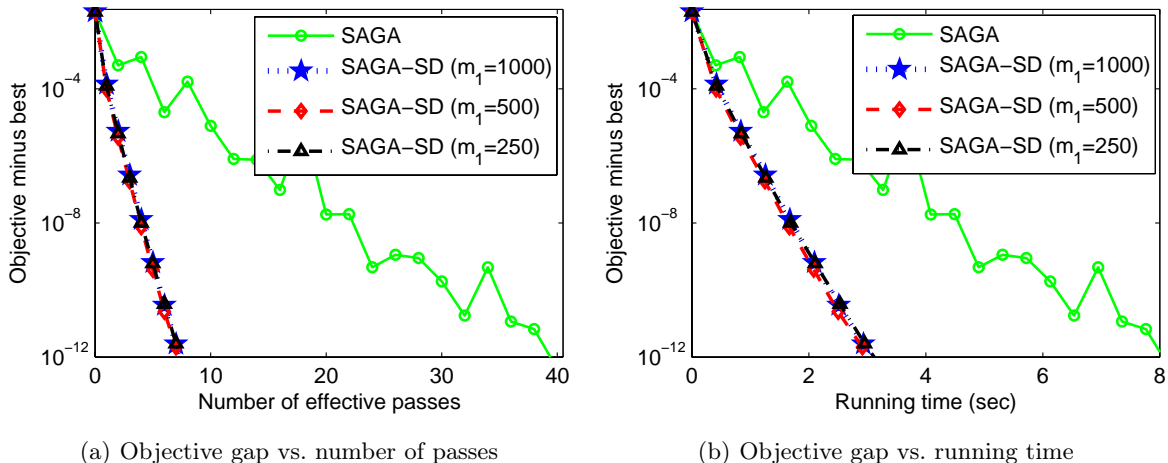 Objective minus best
10−4
10−8
10−12
0
10
20
30
40
Number of effective passes
SAGA
SAGA−SD (m1=1000)
SAGA−SD (m1=500)
SAGA−SD (m1=250)
(a) Objective gap vs. number of passes
Objective minus best
10−4
10−8
10−12
0
2
4
6
8
Running time (sec)
SAGA
SAGA−SD (m1=1000)
SAGA−SD (m1=500)
SAGA−SD (m1=250)
(b) Objective gap vs. running time